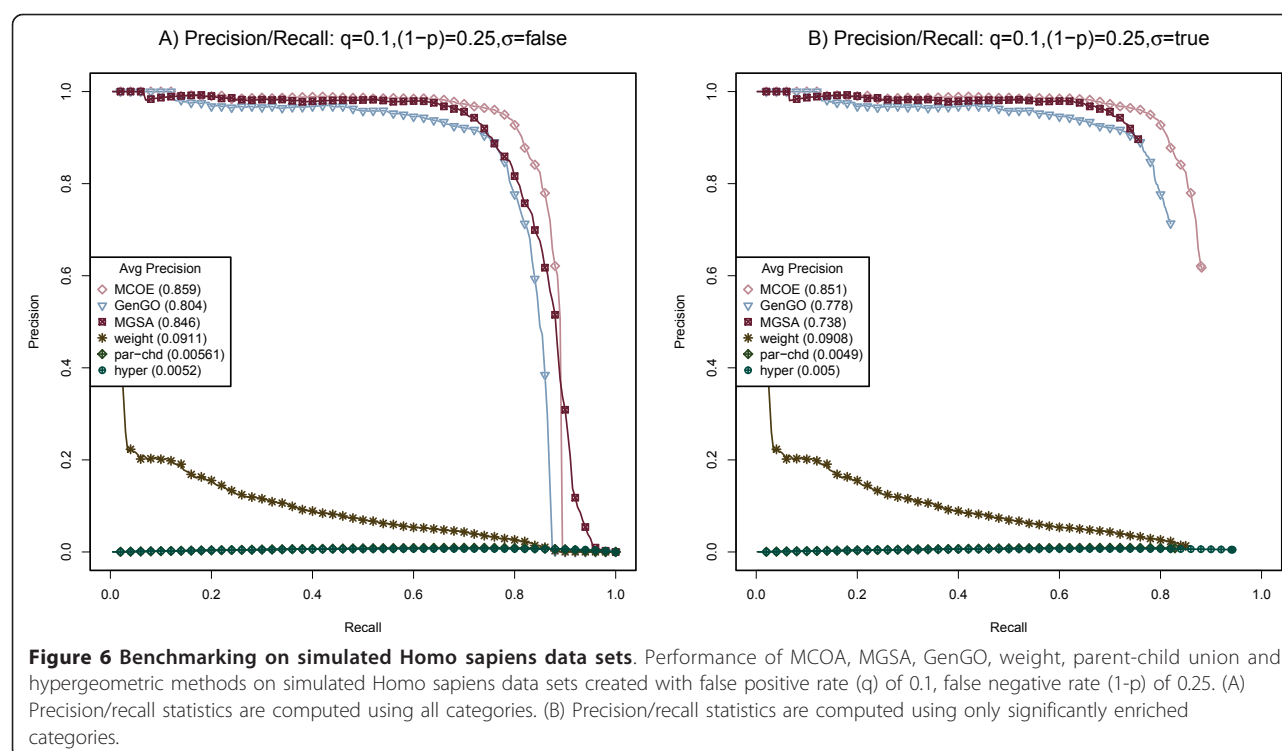 A) Precision/Recall: q=0.1,(1−p)=0.25,σ=false
1.0
0.8
0.6
0.4
0.2
0.0
Precision
Avg Precision
MCOE (0.859)
GenGO (0.804)
MGSA (0.846)
weight (0.0911)
par−chd (0.00561)
hyper (0.0052)
0.0 0.2 0.4 0.6 0.8 1.0
Recall
B) Precision/Recall: q=0.1,(1−p)=0.25,σ=true
1.0
0.8
0.6
0.4
0.2
0.0
Precision
Avg Precision
MCOE (0.851)
GenGO (0.778)
MGSA (0.738)
weight (0.0908)
par−chd (0.0049)
hyper (0.005)
0.0 0.2 0.4 0.6 0.8 1.0
Recall
Figure 6 Benchmarking on simulated Homo sapiens data sets. Performance of MCOA, MGSA, GenGO, weight, parent-child union and
hypergeometric methods on simulated Homo sapiens data sets created with false positive rate (q) of 0.1, false negative rate (1-p) of 0.25. (A)
Precision/recall statistics are computed using all categories. (B) Precision/recall statistics are computed using only significantly enriched
categories.